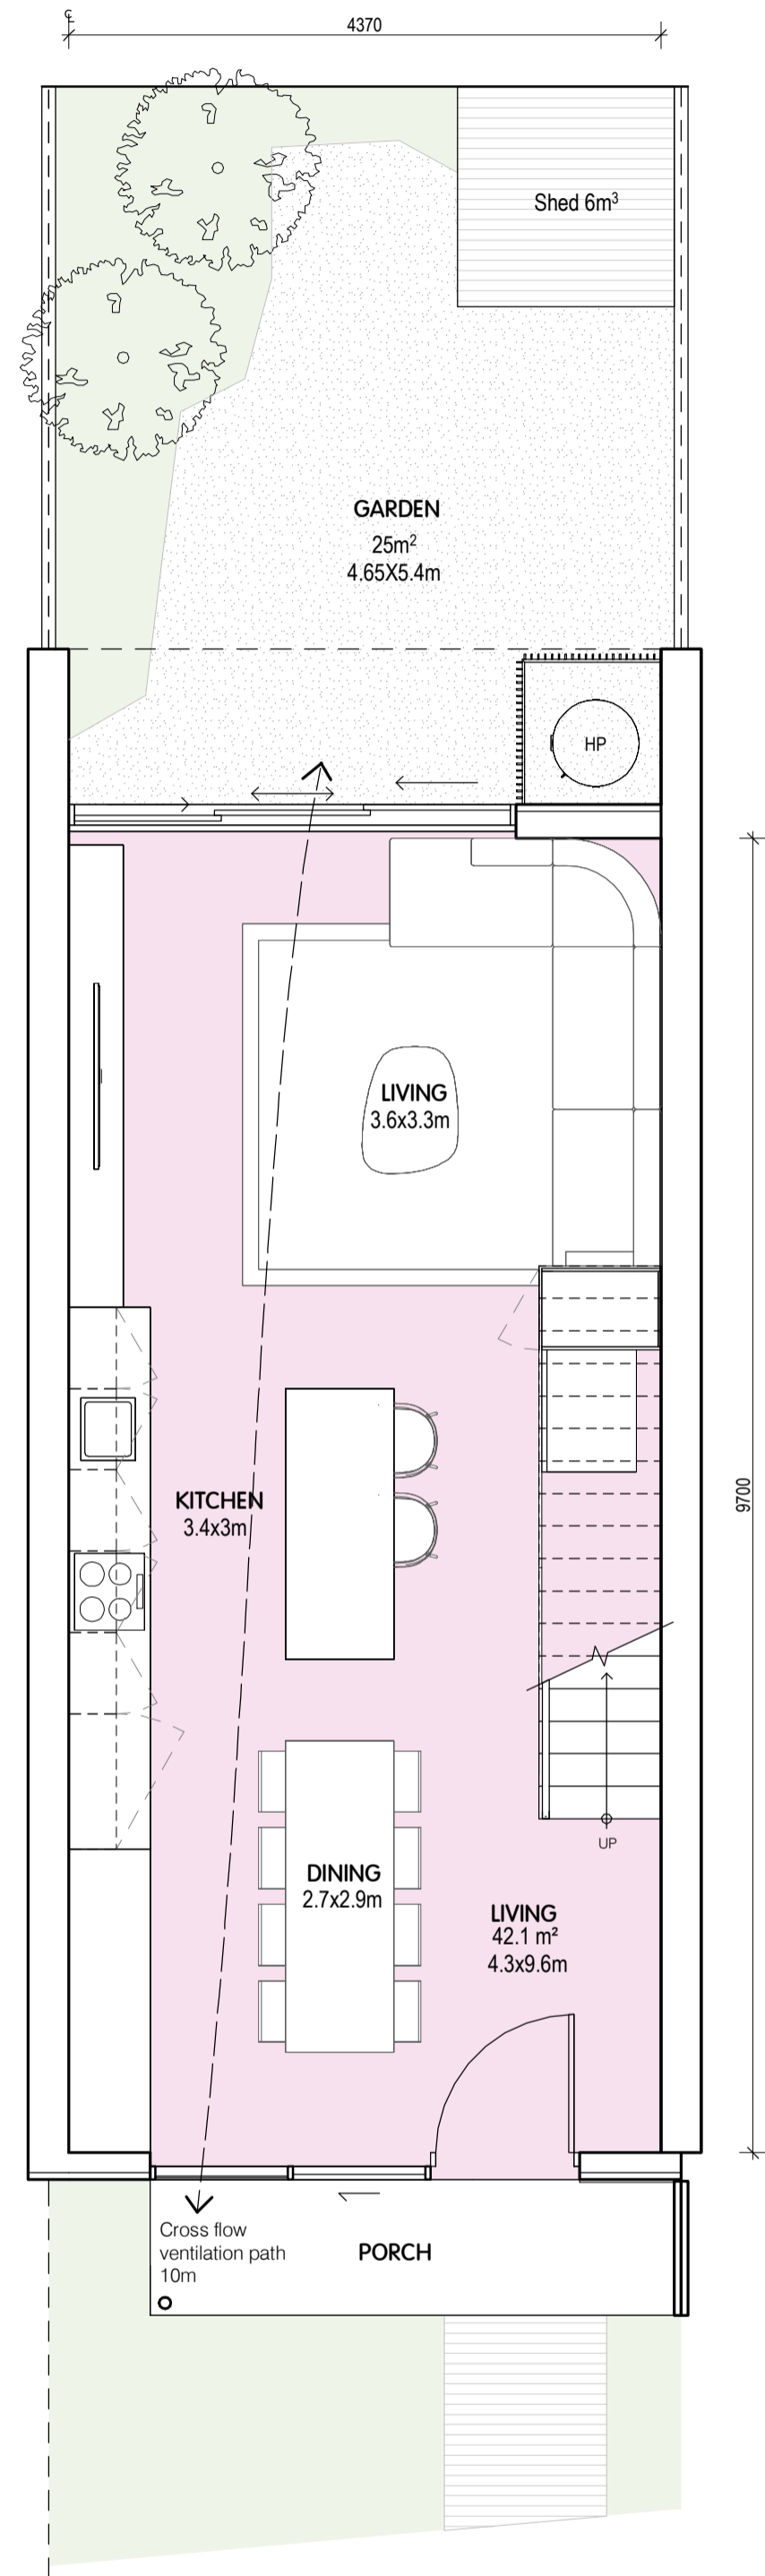 ℄
4370
Shed 6m³
GARDEN
25m²
4.65X5.4m
HP
LIVING
3.6x3.3m
9700
KITCHEN
3.4x3m
UP
DINING
2.7x2.9m
LIVING
42.1 m²
4.3x9.6m
Cross flow
ventilation path
10m
PORCH